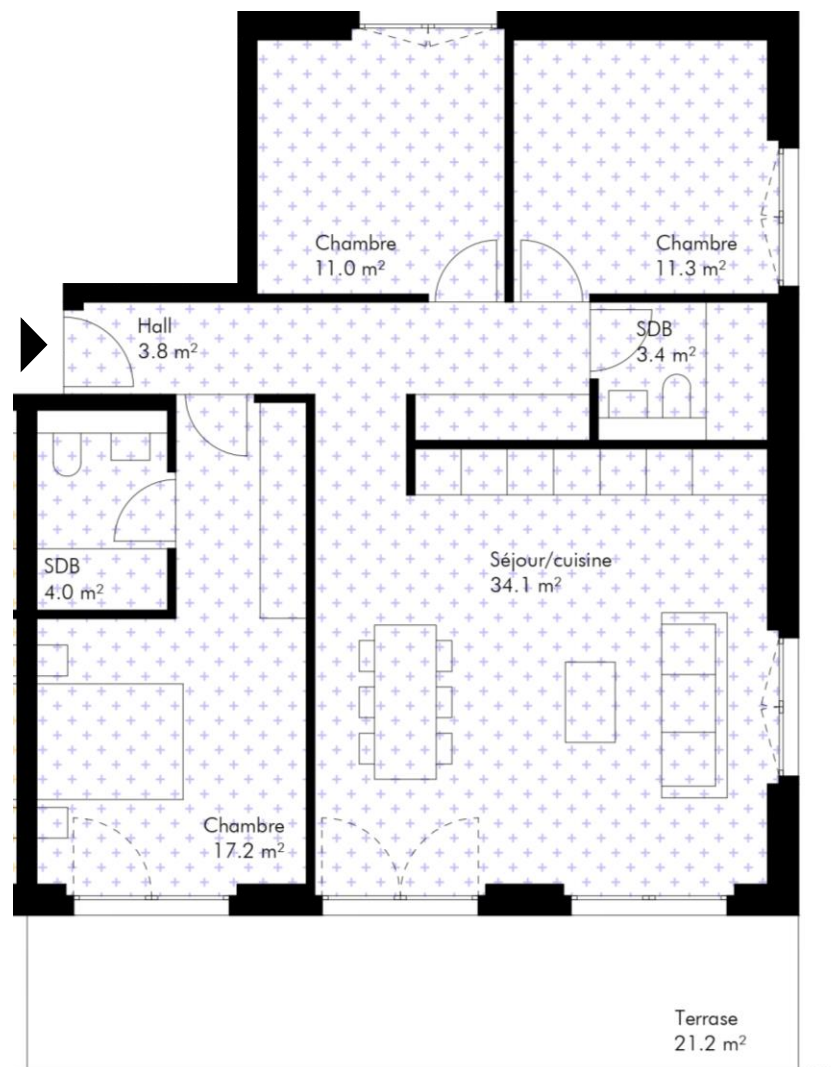 Chambre
11.0 m²
Chambre
11.3 m²
Hall
3.8 m²
SDB
3.4 m²
Séjour/cuisine
34.1 m²
SDB
4.0 m²
Chambre
17.2 m²
Terrase
21.2 m²